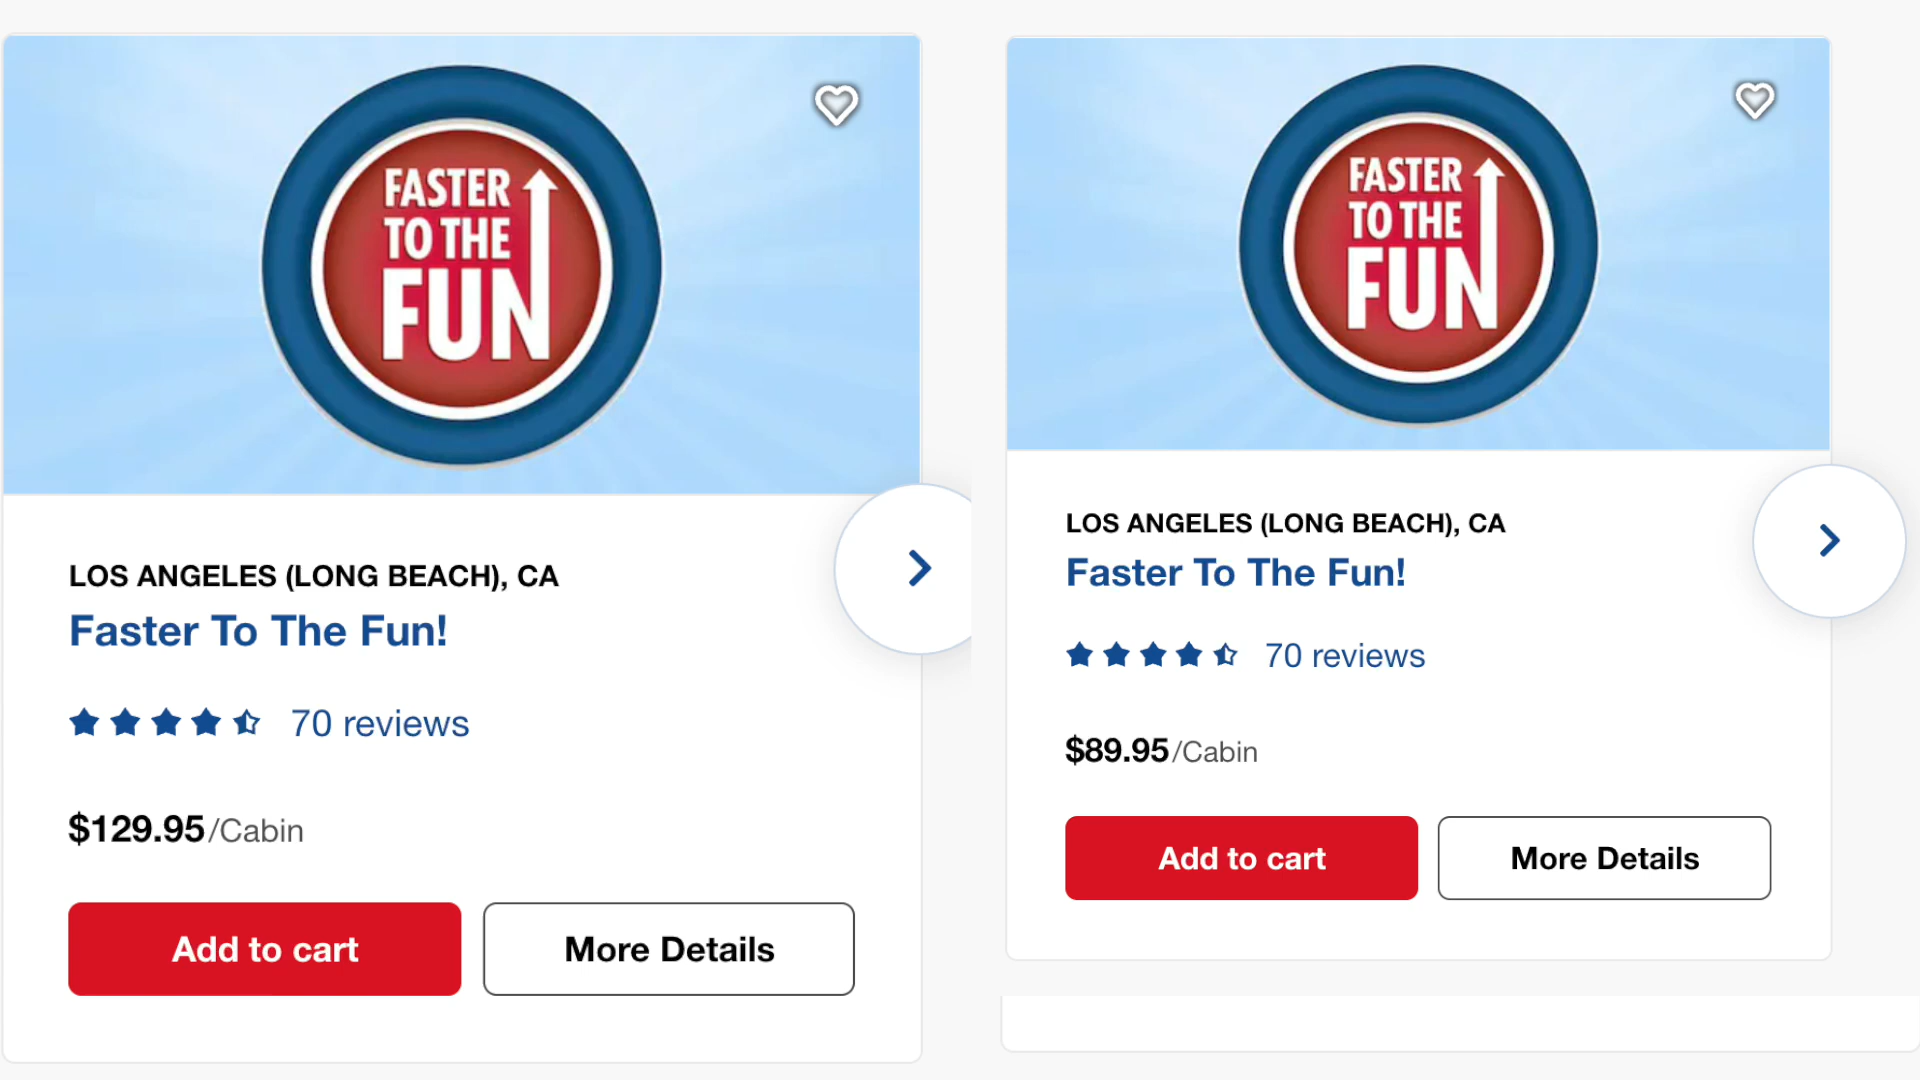 FASTER
TO THE
FUN
LOS ANGELES (LONG BEACH), CA
Faster To The Fun!
70 reviews
$129.95/Cabin
Add to cart
More Details
FASTER
TO THE
FUN
LOS ANGELES (LONG BEACH), CA
Faster To The Fun!
70 reviews
$89.95/Cabin
Add to cart
More Details